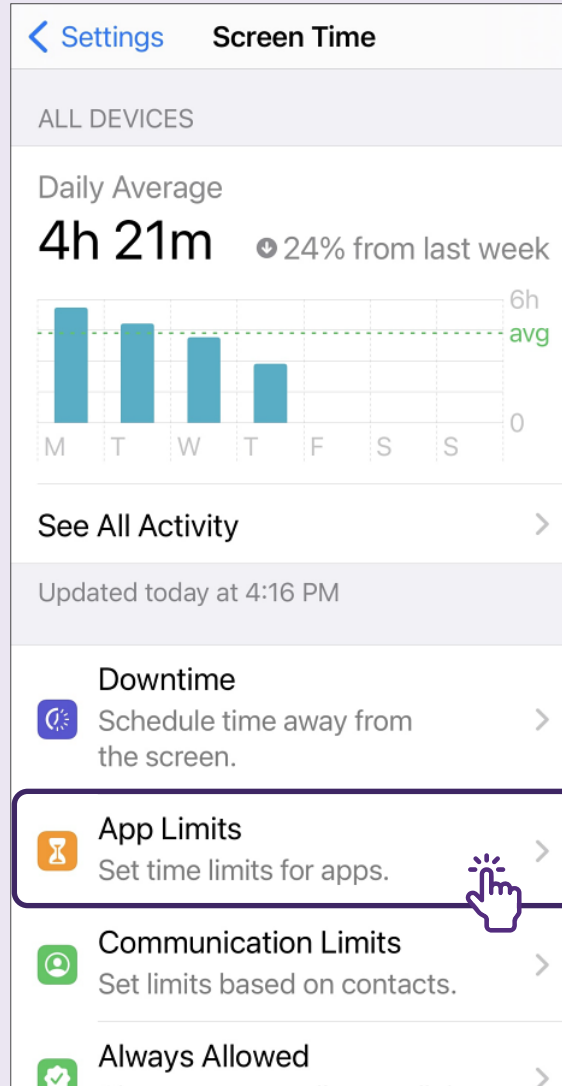 Settings Screen Time
ALL DEVICES
Daily Average
4h 21m 24% from last week
6h
avg
0
M T W T F S S
See All Activity
Updated today at 4:16 PM
Downtime
Schedule time away from
the screen.
App Limits
Set time limits for apps.
Communication Limits
Set limits based on contacts.
Always Allowed